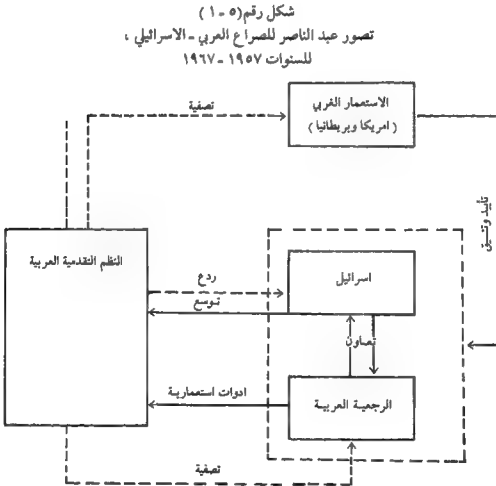 شكل رقم (٥ - ١)
تصور عبد الناصر للصراع العربي - الاسرائيلي ،
للسنوات ١٩٥٧ - ١٩٦٧
تصفية
الاستعمار الغربي
( امريكا وبريطانيا )
تأييد وتنسيق
النظم التقدمية العربية
اسرائيل
ردع
توسع
تعاون
الرجعية العربية
ادوات استعمارية
تصفية